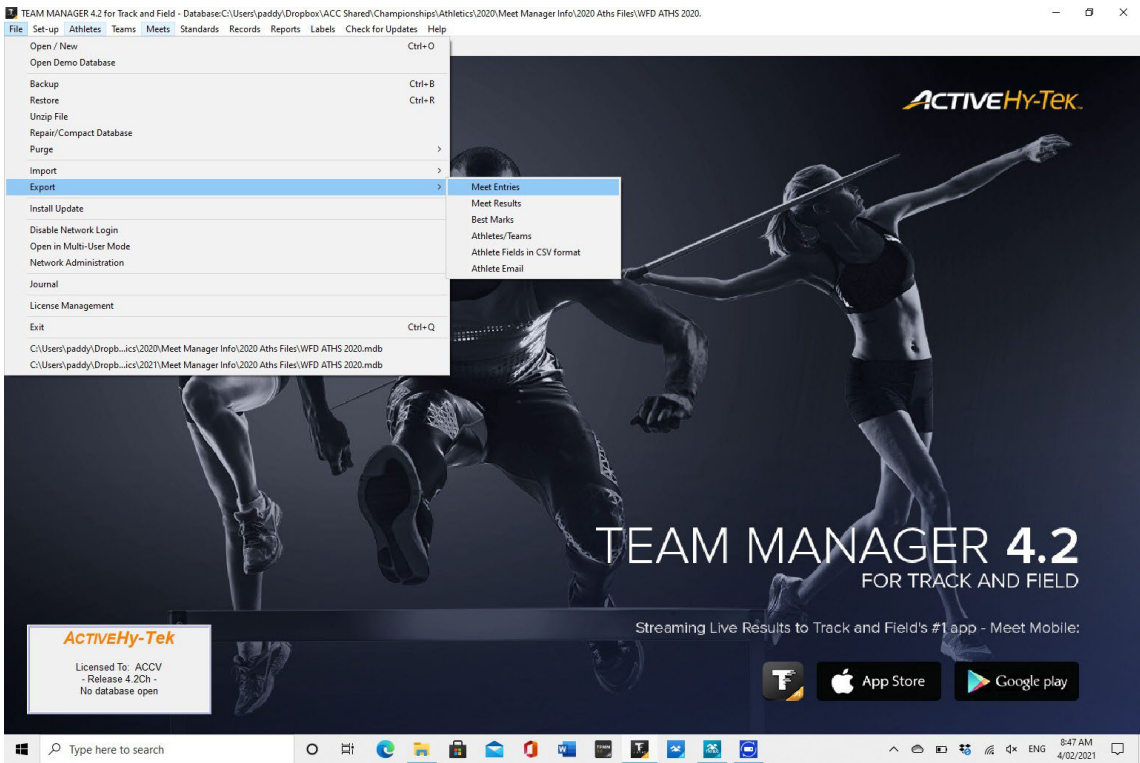 TEAM MANAGER 4.2 for Track and Field - Database:C:\Users\paddy\Dropbox\ACC Shared\Championships\Athletics\2020\Meet Manager Info\2020 Aths Files\WFD ATHS 2020.
File Set-up Athletes Teams Meets Standards Records Reports Labels Check for Updates Help
Open / New Ctrl+O
Open Demo Database
Backup Ctrl+B
Restore Ctrl+R
Unzip File
Repair/Compact Database
Purge
Import
Export
Install Update
Disable Network Login
Open in Multi-User Mode
Network Administration
Journal
License Management
Exit Ctrl+Q
C:\Users\paddy\Dropb...ics\2020\Meet Manager Info\2020 Aths Files\WFD ATHS 2020.mdb
C:\Users\paddy\Dropb...ics\2021\Meet Manager Info\2020 Aths Files\WFD ATHS 2020.mdb
Meet Entries
Meet Results
Best Marks
Athletes/Teams
Athlete Fields in CSV format
Athlete Email
ACTIVEHy-Tek
TEAM MANAGER 4.2
FOR TRACK AND FIELD
Streaming Live Results to Track and Field's #1 app - Meet Mobile:
App Store
Google play
ACTIVEHy-Tek
Licensed To: ACCV
- Release 4.2Ch -
No database open
Type here to search
ENG
8:47 AM
4/02/2021